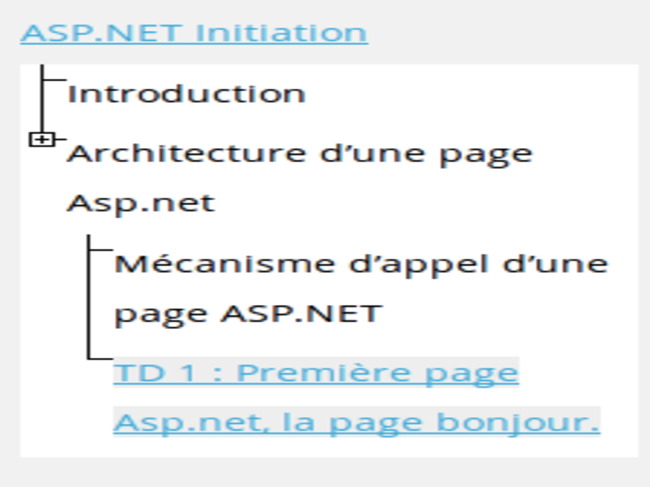 ASP.NET Initiation
Introduction
Architecture d’une page
Asp.net
Mécanisme d’appel d’une
page ASP.NET
TD 1 : Première page
Asp.net, la page bonjour.